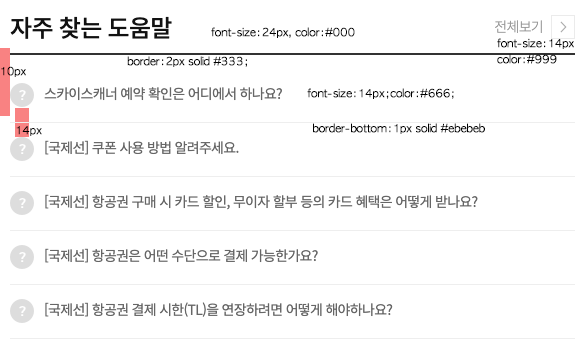 자주 찾는 도움말
font-size: 24px, color:#000
전체보기 >
font-size: 14px
color:#999
border:2px solid #333;
10px
? 스카이스캐너 예약 확인은 어디에서 하나요?
font-size: 14px;color:#666;
14px
border-bottom: 1px solid #ebebeb
? [국제선] 쿠폰 사용 방법 알려주세요.
? [국제선] 항공권 구매 시 카드 할인, 무이자 할부 등의 카드 혜택은 어떻게 받나요?
? [국제선] 항공권은 어떤 수단으로 결제 가능한가요?
? [국제선] 항공권 결제 시한(TL)을 연장하려면 어떻게 해야하나요?